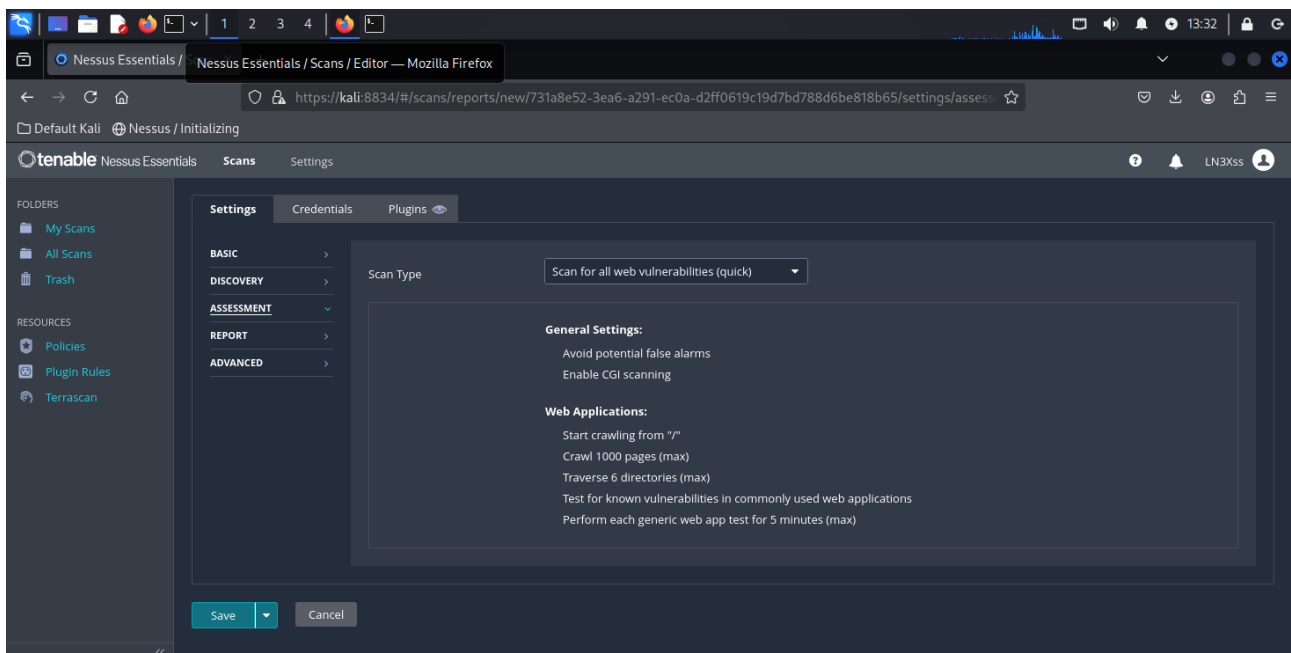 1 2 3 4 13:32
Nessus Essentials / S
Nessus Essentials / Scans / Editor — Mozilla Firefox
https://kali:8834/#/scans/reports/new/731a8e52-3ea6-a291-ec0a-d2ff0619c19d7bd788d6be818b65/settings/assess
Default Kali Nessus / Initializing
tenable Nessus Essentials Scans Settings LN3Xss
FOLDERS
My Scans
All Scans
Trash
RESOURCES
Policies
Plugin Rules
Terrascan
Settings Credentials Plugins
BASIC
DISCOVERY
ASSESSMENT
REPORT
ADVANCED
Scan Type Scan for all web vulnerabilities (quick)
General Settings:
Avoid potential false alarms
Enable CGI scanning
Web Applications:
Start crawling from "/"
Crawl 1000 pages (max)
Traverse 6 directories (max)
Test for known vulnerabilities in commonly used web applications
Perform each generic web app test for 5 minutes (max)
Save Cancel